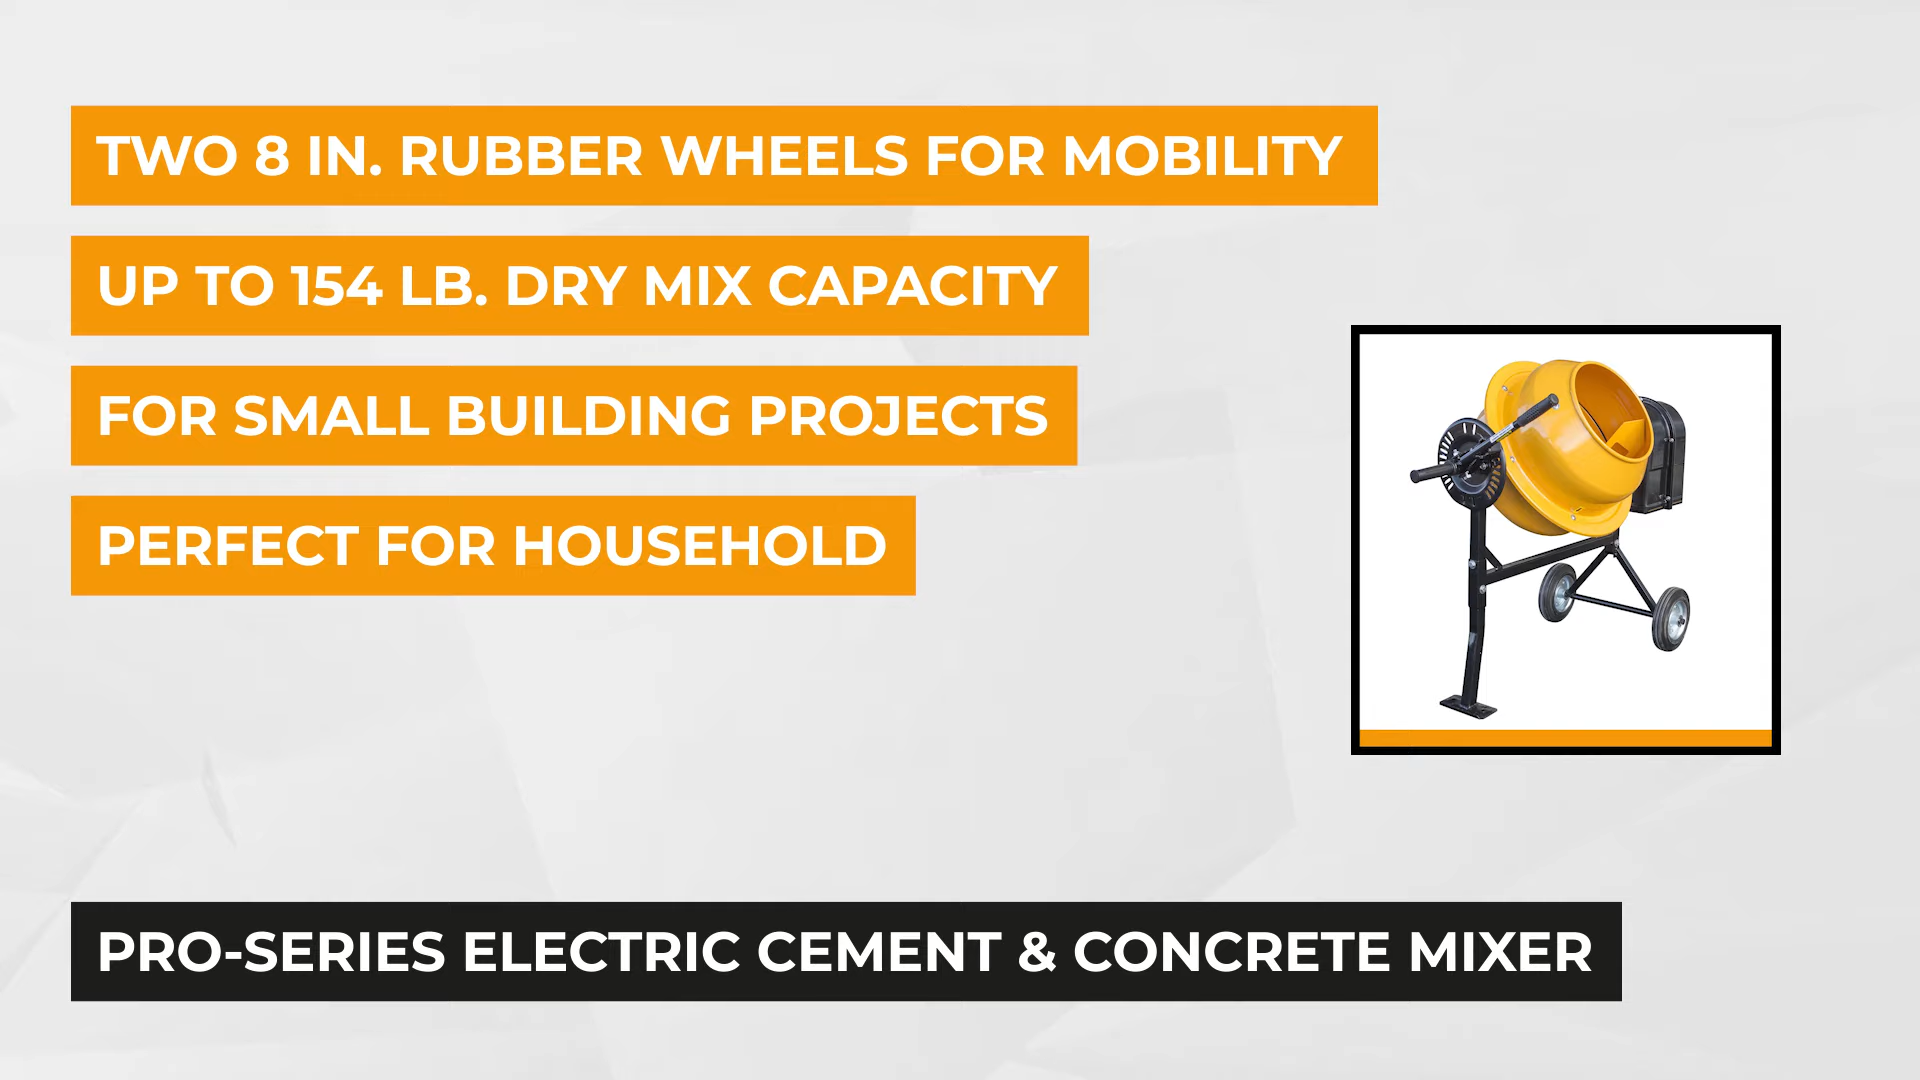 TWO 8 IN. RUBBER WHEELS FOR MOBILITY
UP TO 154 LB. DRY MIX CAPACITY
FOR SMALL BUILDING PROJECTS
PERFECT FOR HOUSEHOLD
PRO-SERIES ELECTRIC CEMENT & CONCRETE MIXER